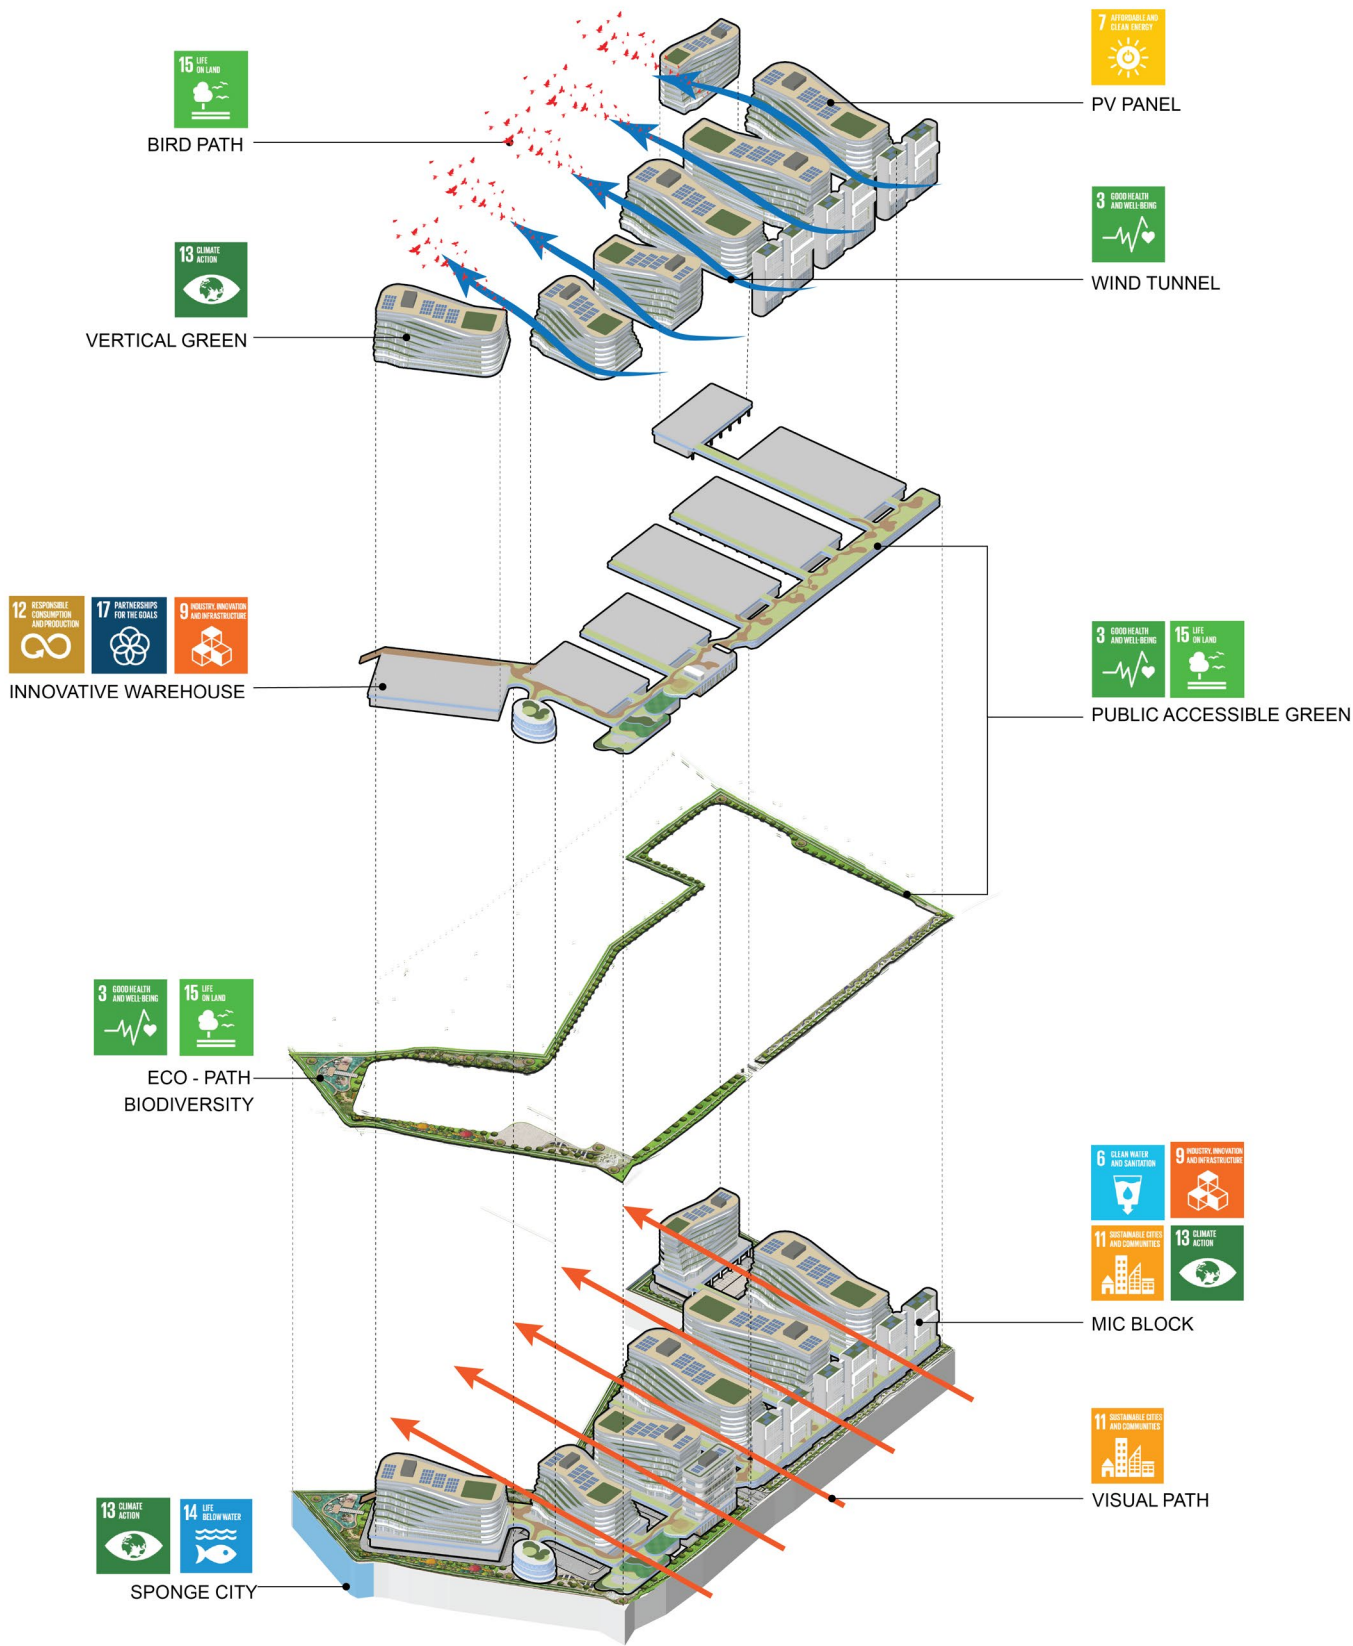 15 LIFE
ON LAND
BIRD PATH
7 AFFORDABLE AND
CLEAN ENERGY
PV PANEL
3 GOOD HEALTH
AND WELL-BEING
WIND TUNNEL
13 CLIMATE
ACTION
VERTICAL GREEN
12 RESPONSIBLE
CONSUMPTION
AND PRODUCTION
17 PARTNERSHIPS
FOR THE GOALS
9 INDUSTRY, INNOVATION
AND INFRASTRUCTURE
INNOVATIVE WAREHOUSE
3 GOOD HEALTH
AND WELL-BEING
15 LIFE
ON LAND
PUBLIC ACCESSIBLE GREEN
3 GOOD HEALTH
AND WELL-BEING
15 LIFE
ON LAND
ECO - PATH
BIODIVERSITY
6 CLEAN WATER
AND SANITATION
9 INDUSTRY, INNOVATION
AND INFRASTRUCTURE
11 SUSTAINABLE CITIES
AND COMMUNITIES
13 CLIMATE
ACTION
MIC BLOCK
11 SUSTAINABLE CITIES
AND COMMUNITIES
VISUAL PATH
13 CLIMATE
ACTION
14 LIFE
BELOW WATER
SPONGE CITY